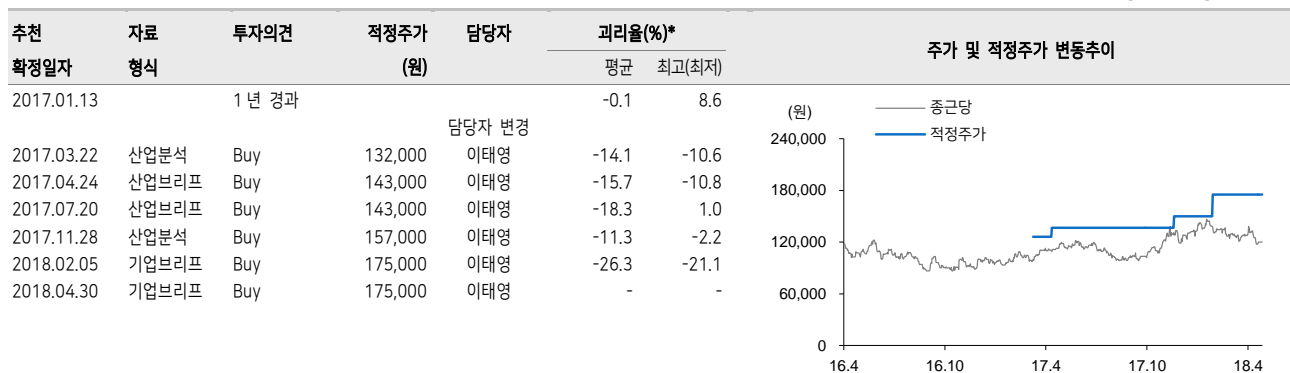 추천 자료 투자의견 적정주가 담당자 괴리율(%)* 주가 및 적정주가 변동추이
확정일자 형식 (원) 평균 최고(최저)
2017.01.13 1년 경과 -0.1 8.6
담당자 변경
2017.03.22 산업분석 Buy 132,000 이태영 -14.1 -10.6
2017.04.24 산업브리프 Buy 143,000 이태영 -15.7 -10.8
2017.07.20 산업브리프 Buy 143,000 이태영 -18.3 1.0
2017.11.28 산업분석 Buy 157,000 이태영 -11.3 -2.2
2018.02.05 기업브리프 Buy 175,000 이태영 -26.3 -21.1
2018.04.30 기업브리프 Buy 175,000 이태영 - -
(원)
종근당
적정주가
240,000
180,000
120,000
60,000
0
16.4 16.10 17.4 17.10 18.4